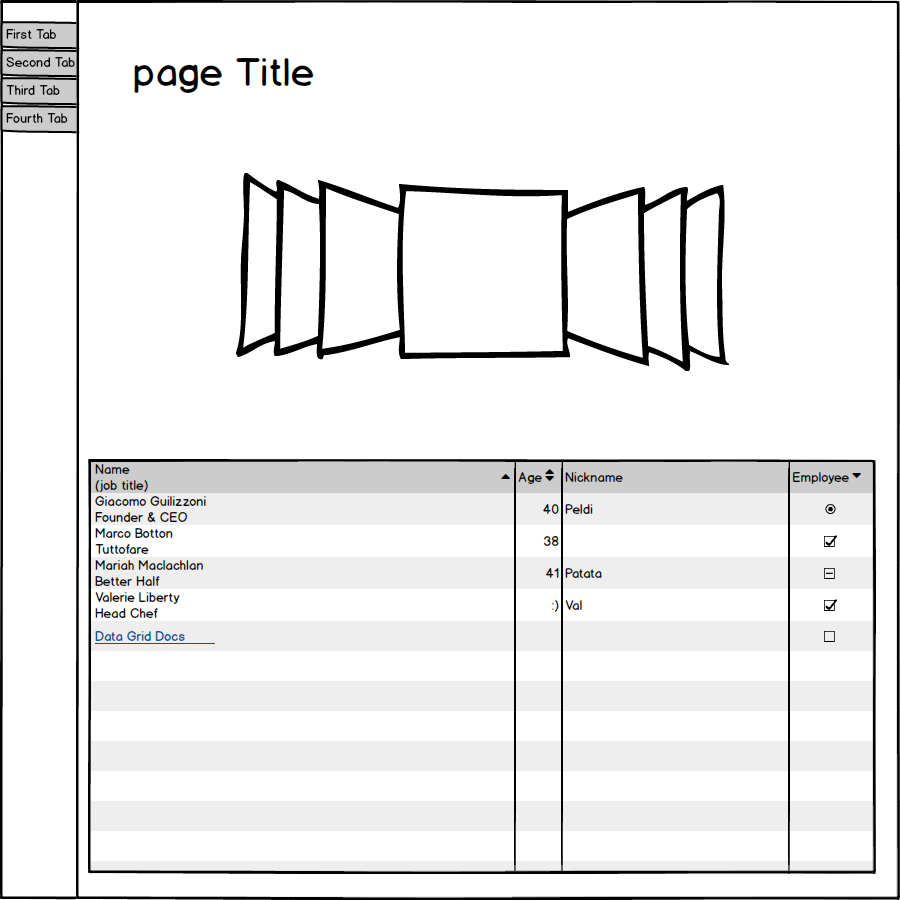 First Tab
Second Tab
Third Tab
Fourth Tab
page Title
Name
(job title)
Age
Nickname
Employee
Giacomo Guilizzoni
Founder & CEO
40
Peldi
Marco Botton
Tuttofare
38
Mariah Maclachlan
Better Half
41
Patata
Valerie Liberty
Head Chef
:)
Val
Data Grid Docs